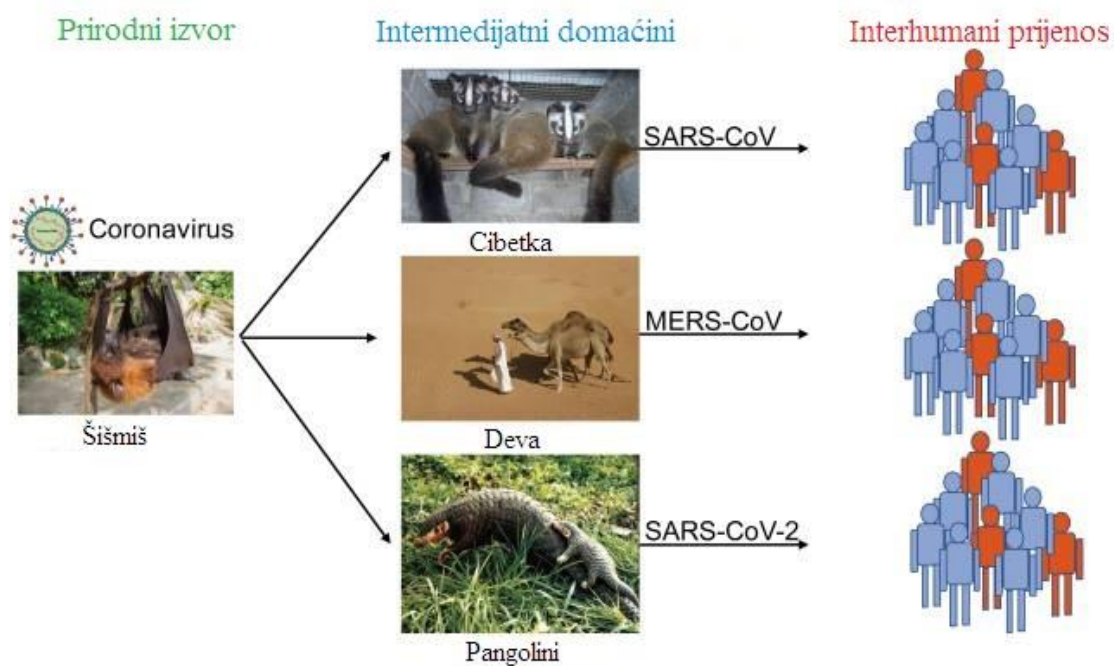 Prirodni izvor
Intermedijatni domaćini
Interhumani prijenos
Coronavirus
Šišmiš
Cibetka
SARS-CoV
Deva
MERS-CoV
Pangolini
SARS-CoV-2